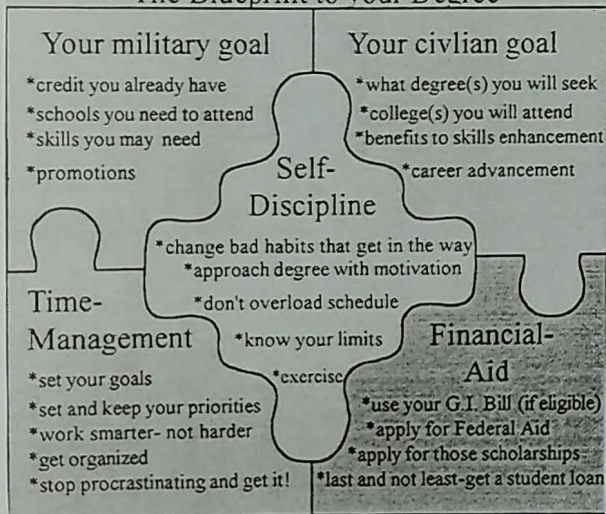 The Blueprint to your Degree
Your military goal
*credit you already have
*schools you need to attend
*skills you may need
*promotions
Your civlian goal
*what degree(s) you will seek
*college(s) you will attend
*benefits to skills enhancement
*career advancement
Self-
Discipline
*change bad habits that get in the way
*approach degree with motivation
*don't overload schedule
*know your limits
*exercise
Time-
Management
*set your goals
*set and keep your priorities
*work smarter- not harder
*get organized
*stop procrastinating and get it!
Financial-
Aid
*use your G.I. Bill (if eligible)
*apply for Federal Aid
*apply for those scholarships
*last and not least-get a student loan